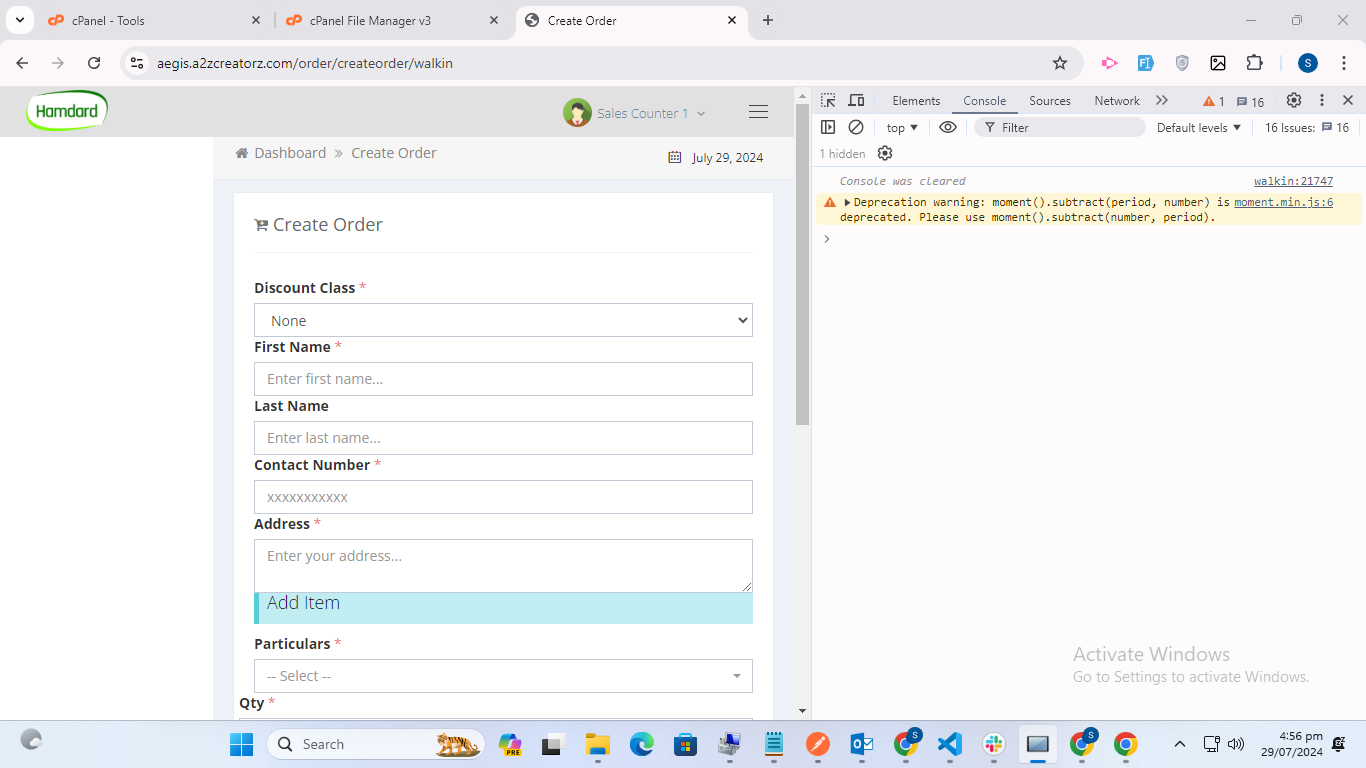 cPanel - Tools
cPanel File Manager v3
Create Order
aegis.a2zcreatorz.com/order/createorder/walkin
S
Hamdard
Sales Counter 1
Dashboard » Create Order
July 29, 2024
Create Order
Discount Class *
None
First Name *
Enter first name...
Last Name
Enter last name...
Contact Number *
xxxxxxxxxxx
Address *
Enter your address...
Add Item
Particulars *
-- Select --
Qty *
Elements
Console
Sources
Network
1
16
top
Filter
Default levels
16 Issues:
16
1 hidden
Console was cleared
walkin:21747
Deprecation warning: moment().subtract(period, number) is
moment.min.js:6
deprecated. Please use moment().subtract(number, period).
Activate Windows
Go to Settings to activate Windows.
Search
PRE
S
S
4:56 pm
29/07/2024